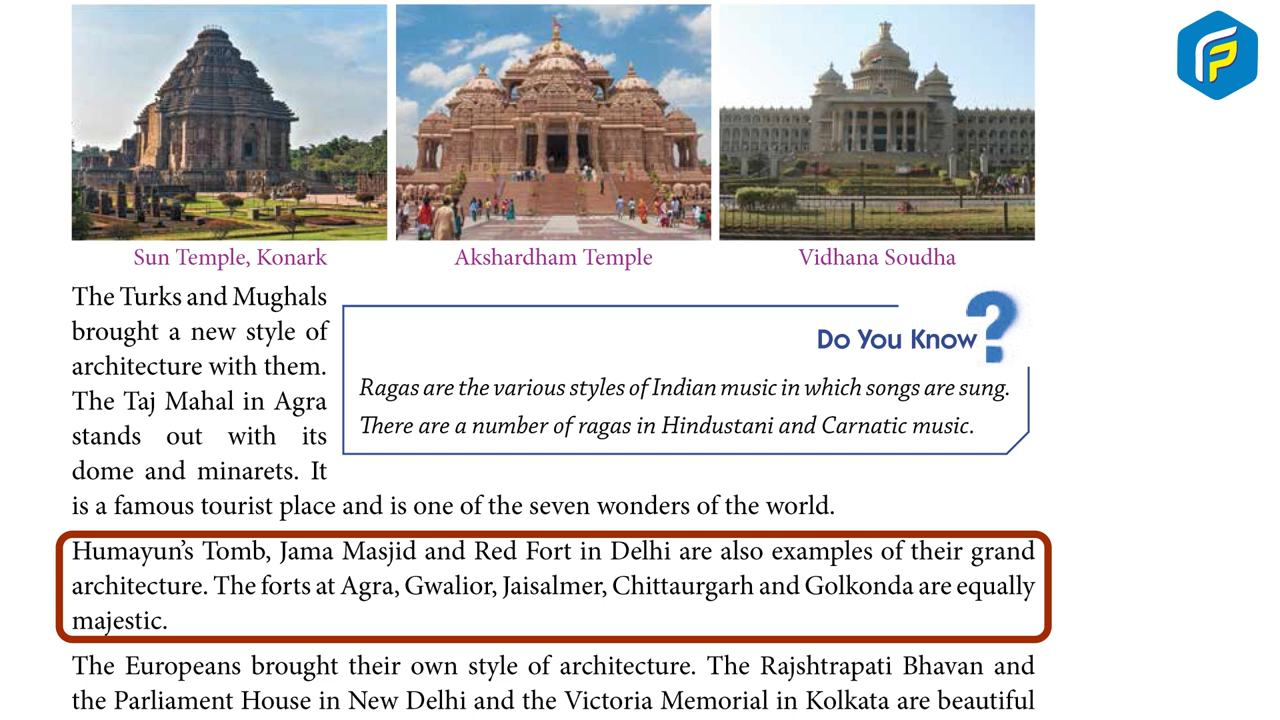 Sun Temple, Konark
Akshardham Temple
Vidhana Soudha
The Turks and Mughals
brought a new style of
architecture with them.
The Taj Mahal in Agra
stands out with its
dome and minarets. It
is a famous tourist place and is one of the seven wonders of the world.
Do You Know?
Ragas are the various styles of Indian music in which songs are sung.
There are a number of ragas in Hindustani and Carnatic music.
Humayun's Tomb, Jama Masjid and Red Fort in Delhi are also examples of their grand
architecture. The forts at Agra, Gwalior, Jaisalmer, Chittaurgarh and Golkonda are equally
majestic.
The Europeans brought their own style of architecture. The Rajshtrapati Bhavan and
the Parliament House in New Delhi and the Victoria Memorial in Kolkata are beautiful